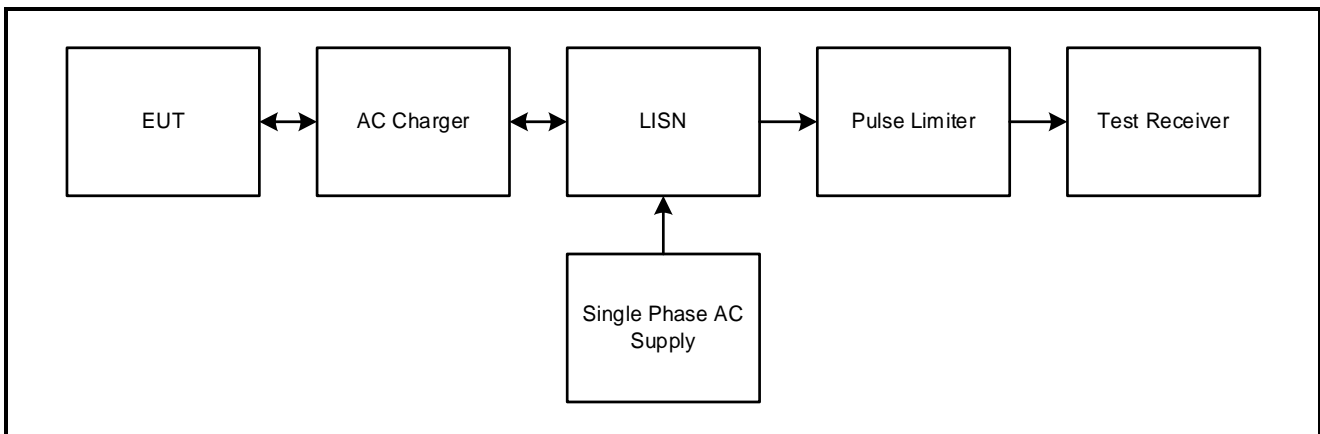 EUT
AC Charger
LISN
Pulse Limiter
Test Receiver
Single Phase AC
Supply